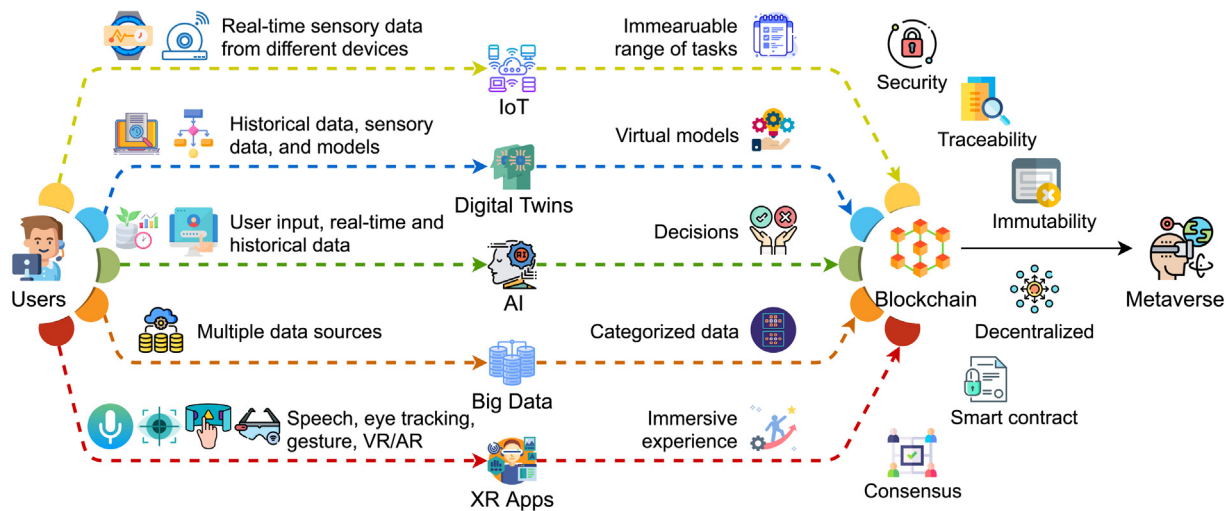 Real-time sensory data
from different devices
IoT
Immearuable
range of tasks
Security
Traceability
Historical data, sensory
data, and models
Digital Twins
Virtual models
Immutability
User input, real-time and
historical data
AI
Decisions
Users
Blockchain
Metaverse
Multiple data sources
Big Data
Categorized data
Decentralized
Smart contract
Speech, eye tracking,
gesture, VR/AR
XR Apps
Immersive
experience
Consensus